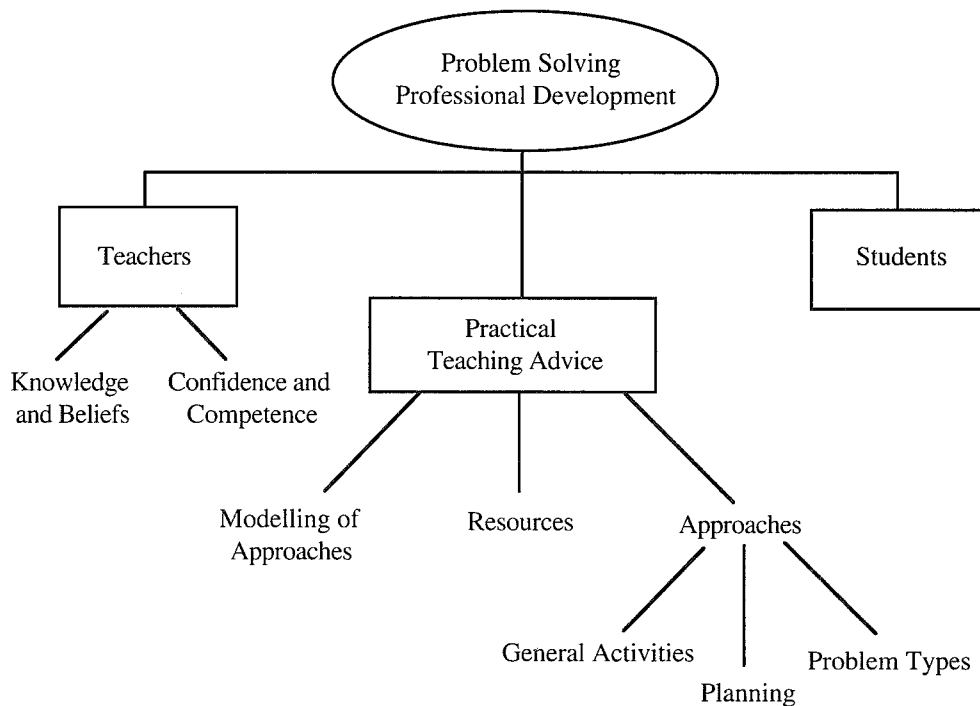 Problem Solving
Professional Development
Teachers
Students
Practical
Teaching Advice
Knowledge
and Beliefs
Confidence and
Competence
Modelling of
Approaches
Resources
Approaches
General Activities
Planning
Problem Types